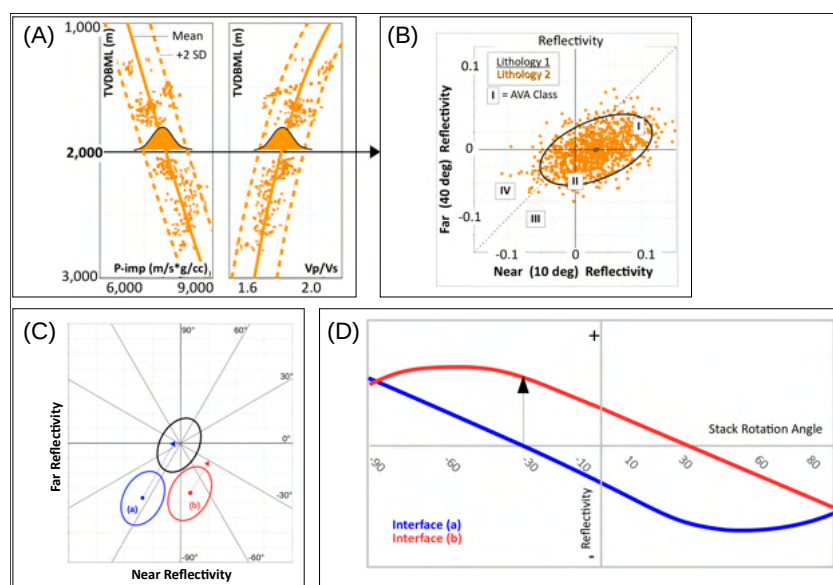 (A)
1,000
TVDBML (m)
Mean
+2 SD
TVDBML (m)
2,000
3,000
P-imp (m/s*g/cc)
Vp/Vs
6,000
9,000
1.6
2.0
(B)
Reflectivity
0.1
Lithology 1
Lithology 2
I = AVA Class
Far (40 deg) Reflectivity
0
-0.1
I
II
IV
III
-0.1
0
0.1
Near (10 deg) Reflectivity
(C)
90°
60°
30°
0°
-30°
-60°
-90°
(a)
(b)
Far Reflectivity
Near Reflectivity
(D)
+
Stack Rotation Angle
-90
-60
-30
-10
10
30
60
80
Interface (a)
Interface (b)
- Reflectivity